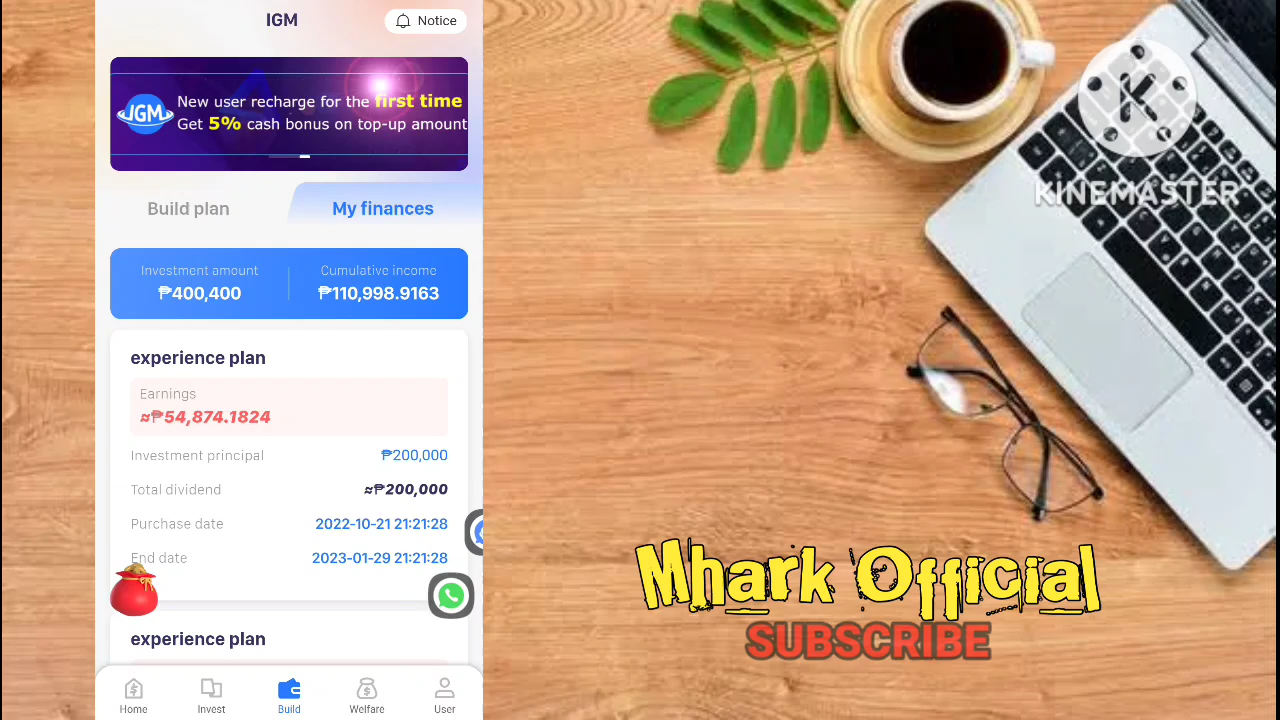 IGM
Notice
IGM
New user recharge for the first time
Get 5% cash bonus on top-up amount
Build plan
My finances
Investment amount
₱400,400
Cumulative income
₱110,998.9163
experience plan
Earnings
≈₱54,874.1824
Investment principal
₱200,000
Total dividend
≈₱200,000
Purchase date
2022-10-21 21:21:28
End date
2023-01-29 21:21:28
experience plan
Home
Invest
Build
Welfare
User
K
KINEMASTER
Mhark Official
SUBSCRIBE